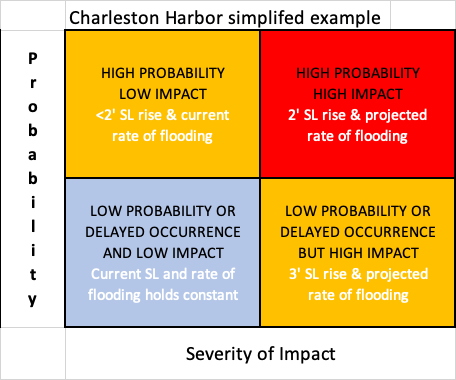 Charleston Harbor simplifed example
Probability
HIGH PROBABILITY
LOW IMPACT
<2' SL rise & current
rate of flooding
HIGH PROBABILITY
HIGH IMPACT
2' SL rise & projected
rate of flooding
LOW PROBABILITY OR
DELAYED OCCURRENCE
AND LOW IMPACT
Current SL and rate of
flooding holds constant
LOW PROBABILITY OR
DELAYED OCCURRENCE
BUT HIGH IMPACT
3' SL rise & projected
rate of flooding
Severity of Impact